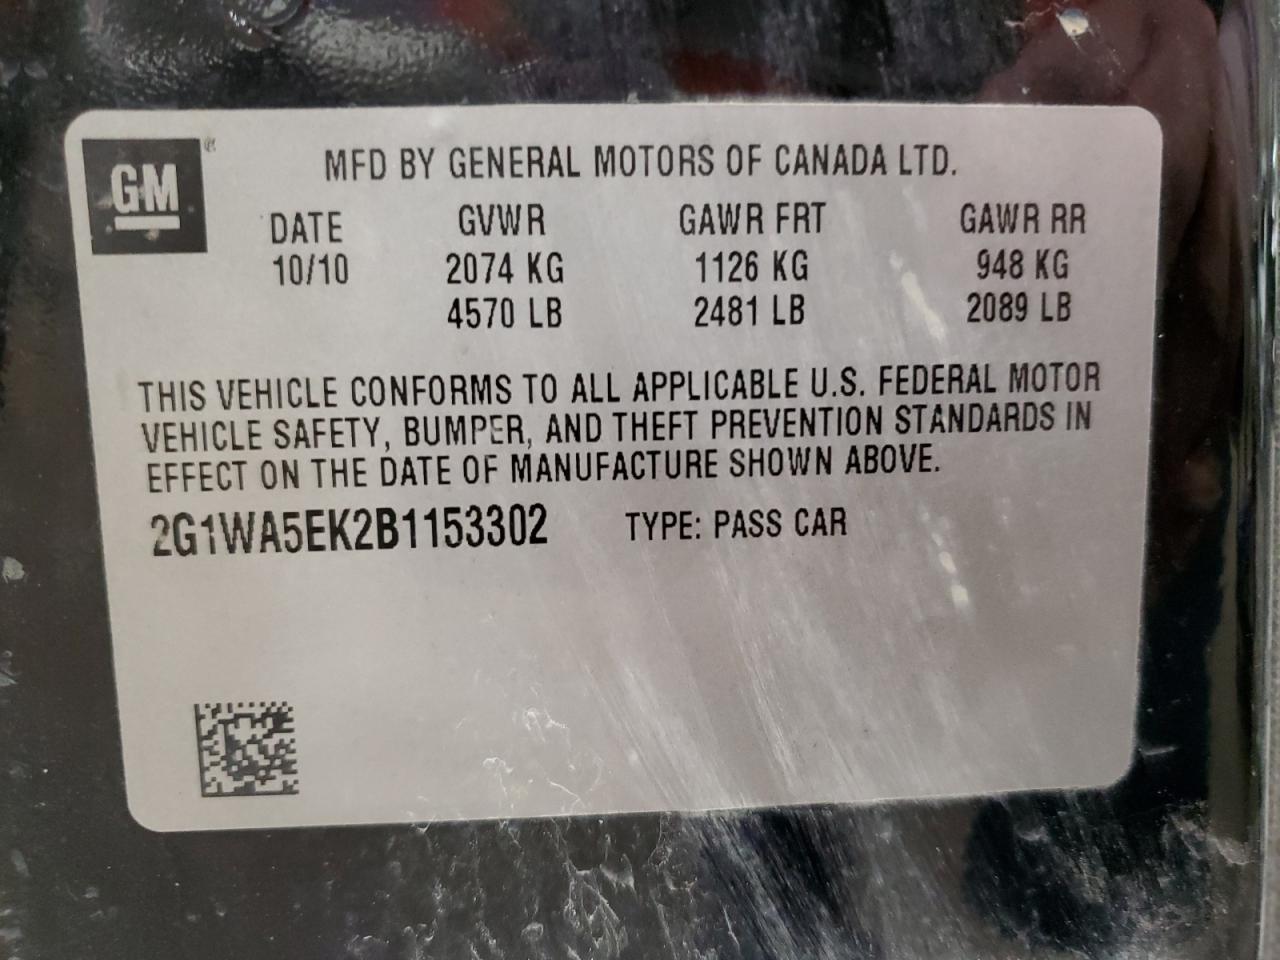 GM®
MFD BY GENERAL MOTORS OF CANADA LTD.
DATE GVWR GAWR FRT GAWR RR
10/10 2074 KG 1126 KG 948 KG
4570 LB 2481 LB 2089 LB
THIS VEHICLE CONFORMS TO ALL APPLICABLE U.S. FEDERAL MOTOR
VEHICLE SAFETY, BUMPER, AND THEFT PREVENTION STANDARDS IN
EFFECT ON THE DATE OF MANUFACTURE SHOWN ABOVE.
2G1WA5EK2B1153302 TYPE: PASS CAR